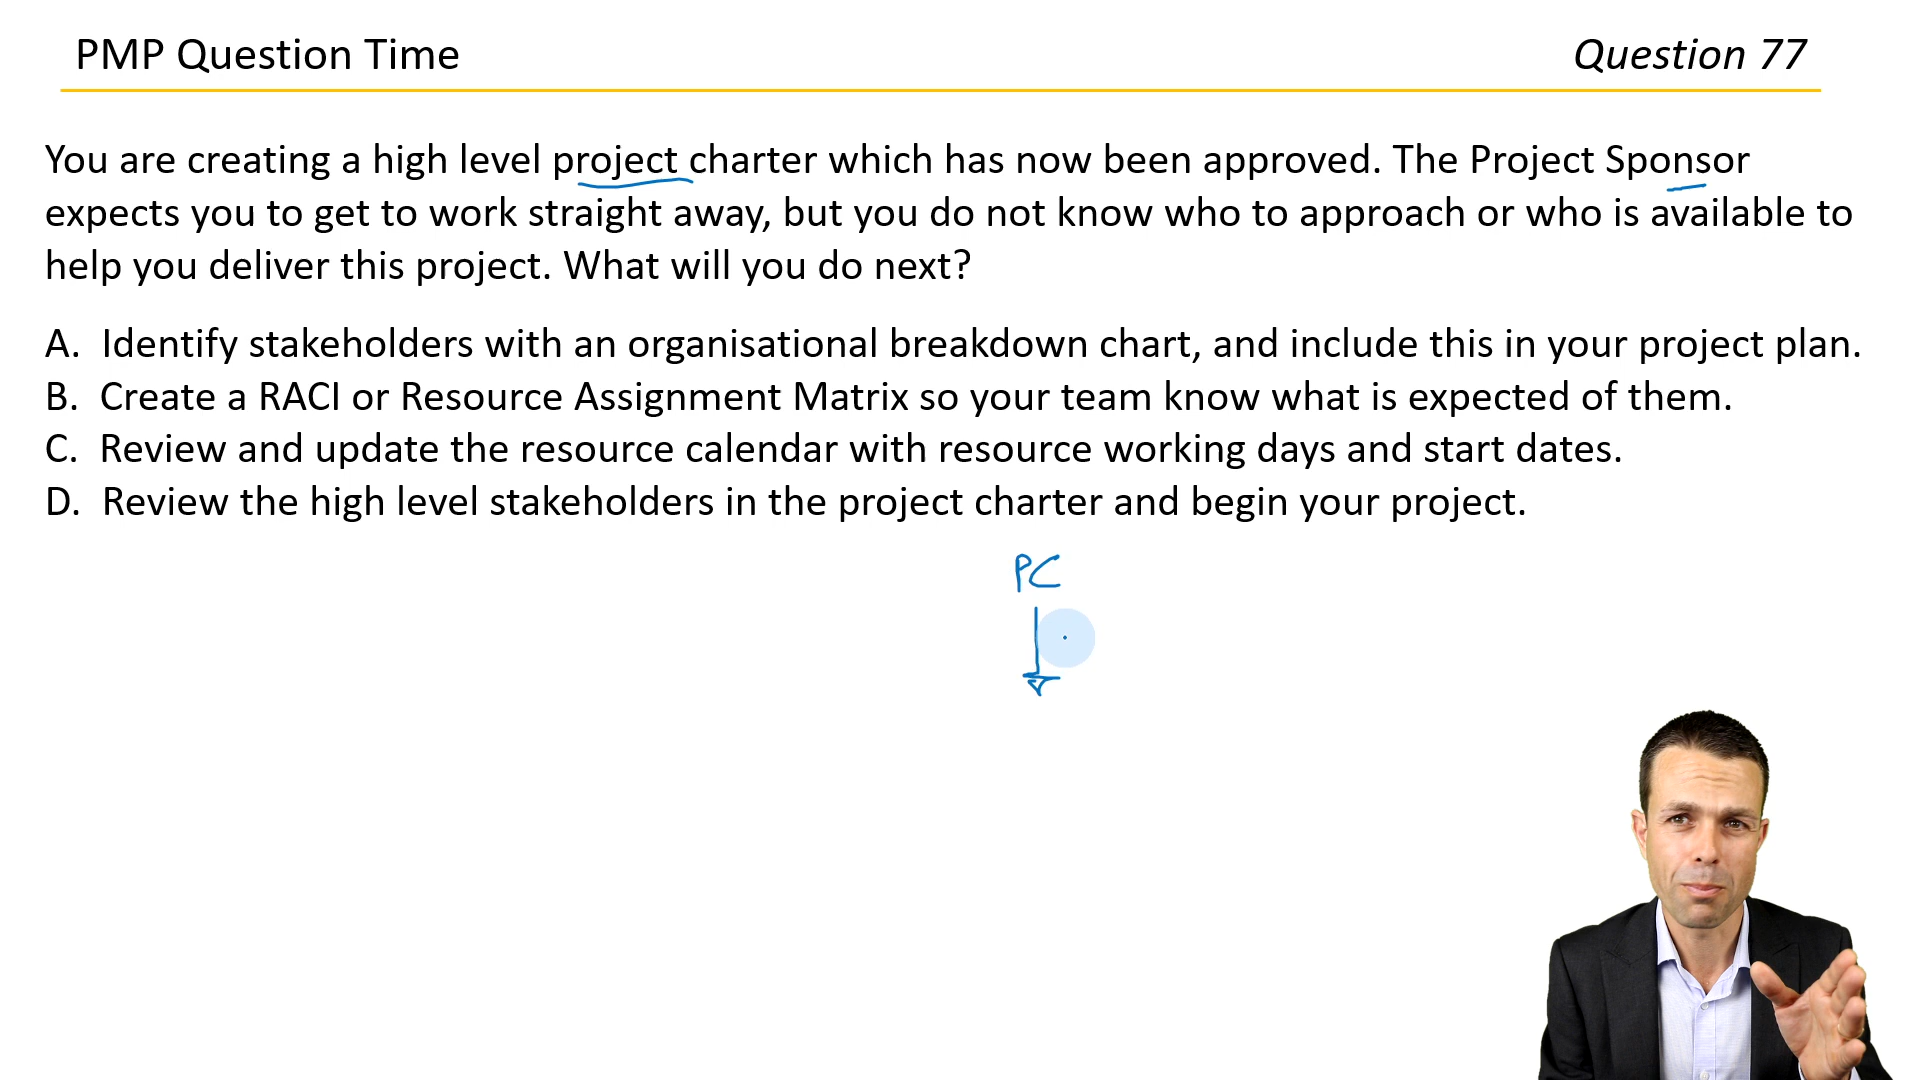 PMP Question Time
Question 77
You are creating a high level project charter which has now been approved. The Project Sponsor
expects you to get to work straight away, but you do not know who to approach or who is available to
help you deliver this project. What will you do next?
A. Identify stakeholders with an organisational breakdown chart, and include this in your project plan.
B. Create a RACI or Resource Assignment Matrix so your team know what is expected of them.
C. Review and update the resource calendar with resource working days and start dates.
D. Review the high level stakeholders in the project charter and begin your project.
PC